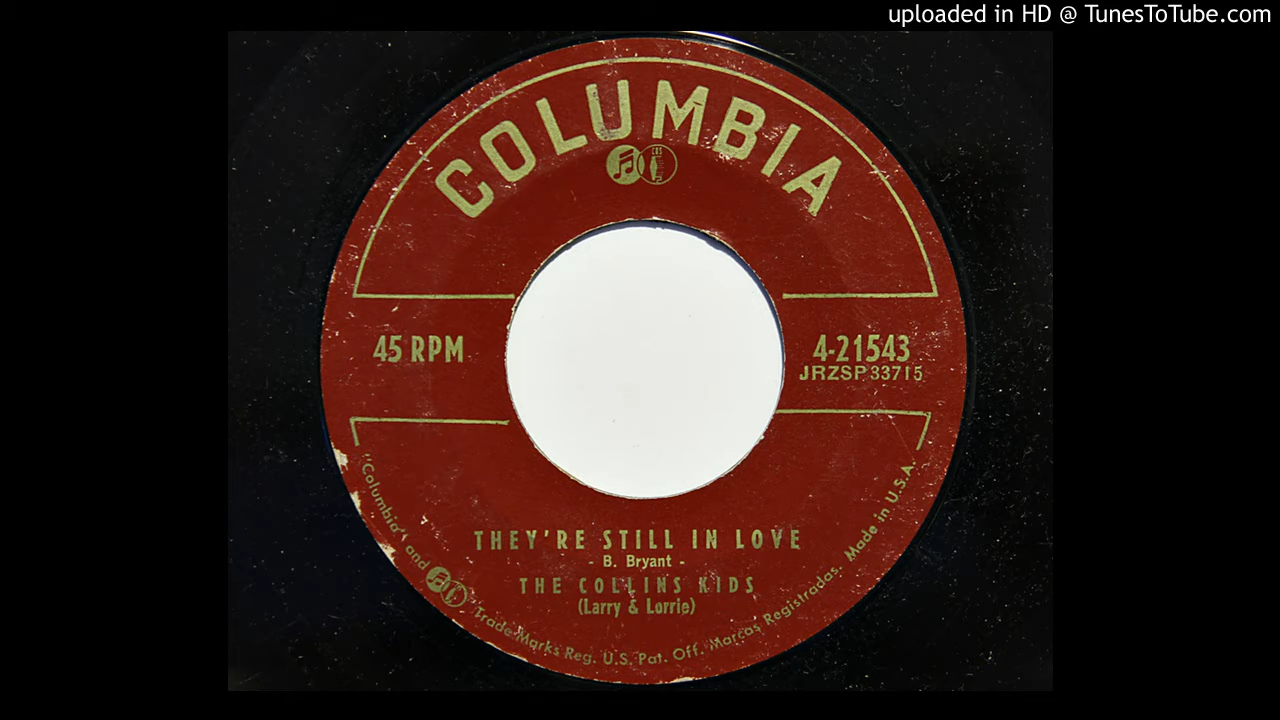 uploaded in HD @ TunesToTube.com
COLUMBIA
45 RPM
4-21543
JRZSP 33715
THEY'RE STILL IN LOVE
- B. Bryant -
THE COLLINS KIDS
(Larry & Lorrie)
"Columbia" and Trade Marks Reg. U.S. Pat. Off. Marcas Registradas. Made in U.S.A.